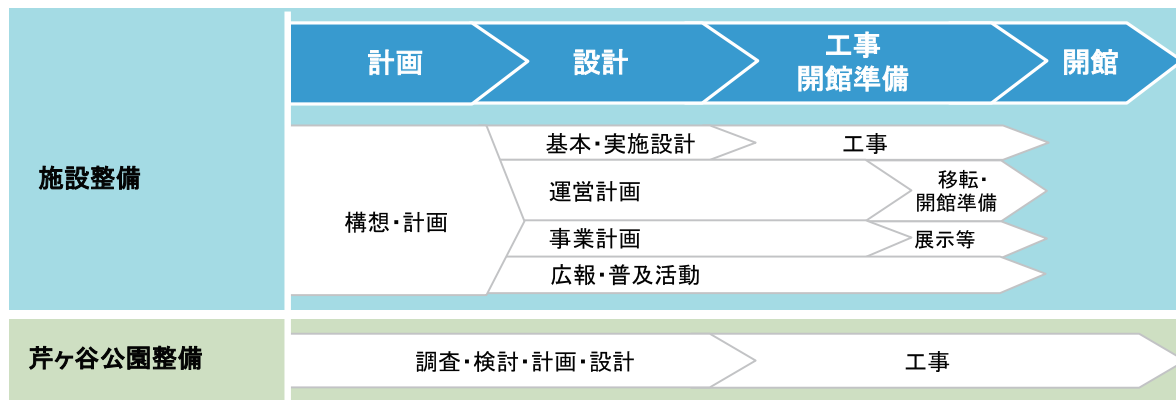 計画
設計
工事
開館準備
開館
施設整備
構想・計画
基本・実施設計
工事
運営計画
移転・
開館準備
事業計画
展示等
広報・普及活動
芹ヶ谷公園整備
調査・検討・計画・設計
工事